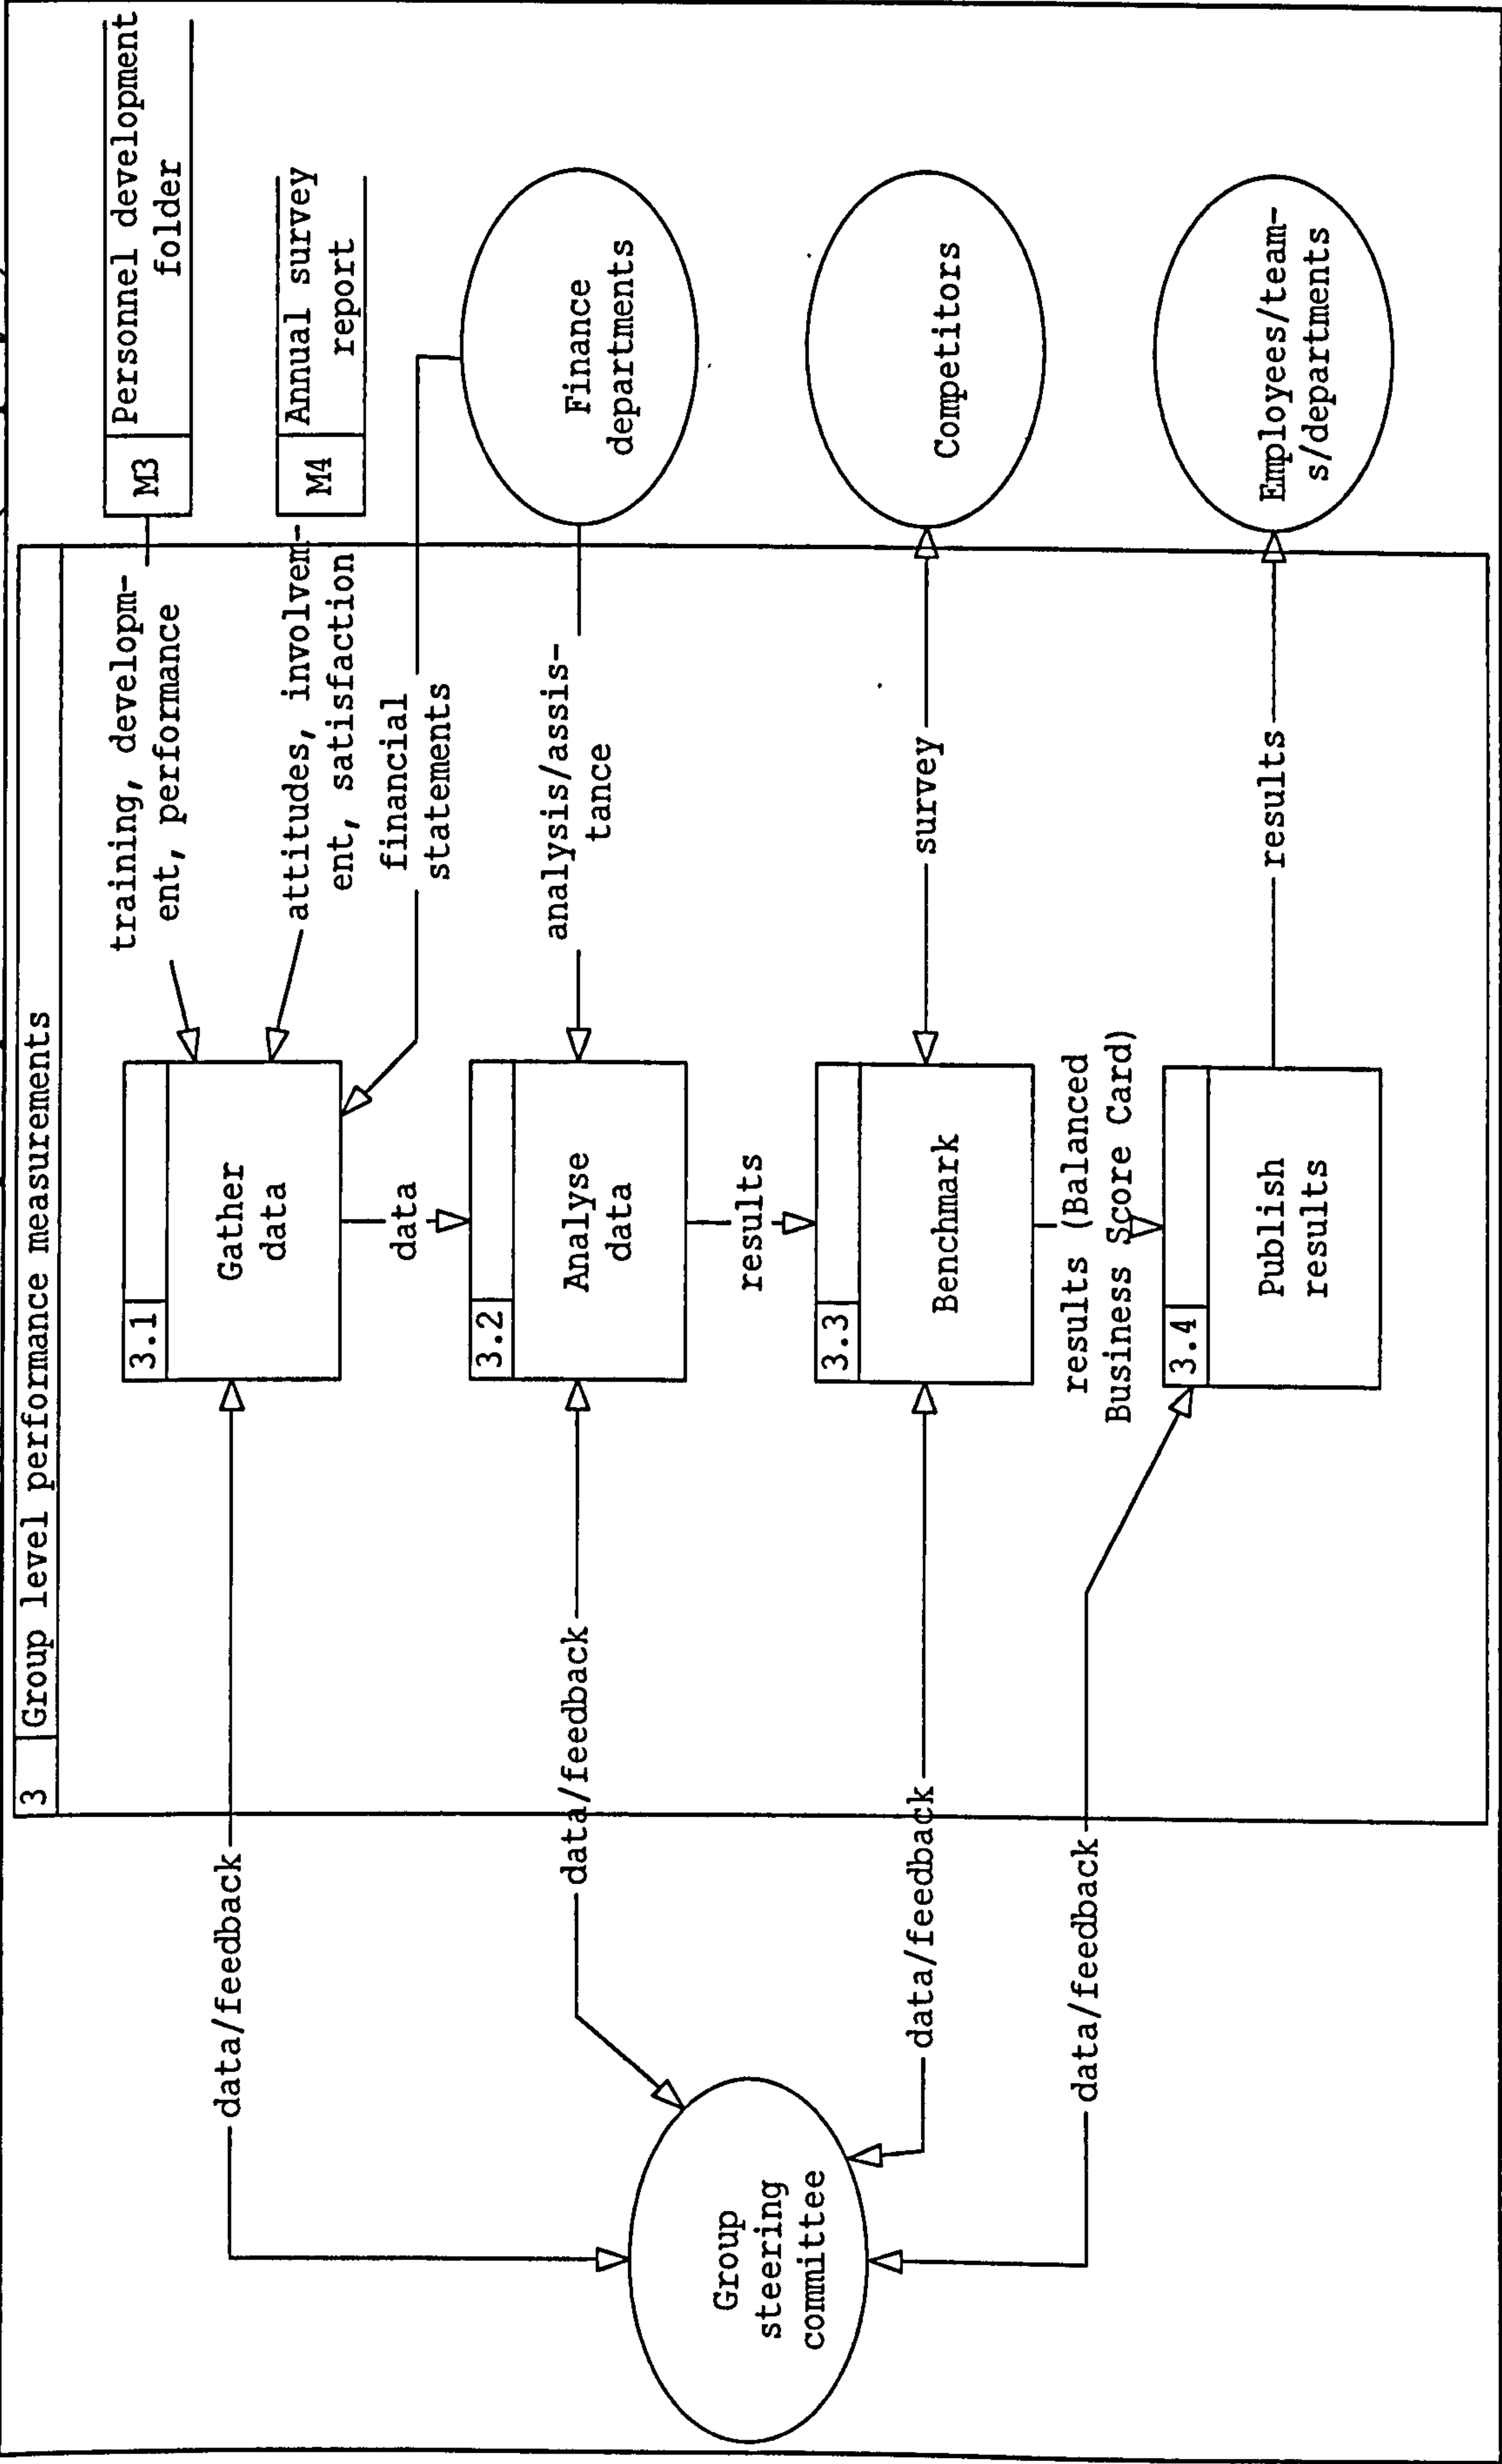 3 Group level performance measurements
M3 Personnel development
folder
training, developm-
ent, performance
M4 Annual survey
report
attitudes, involvem-
ent, satisfaction
financial
statements
3.1
Gather
data
data/feedback
data
Finance
departments
analysis/assis-
tance
3.2
Analyse
data
data/feedback
results
Group
steering
committee
Competitors
survey
3.3
Benchmark
data/feedback
results (Balanced
Business Score Card)
data/feedback
3.4
Publish
results
results
Employees/team-
s/departments